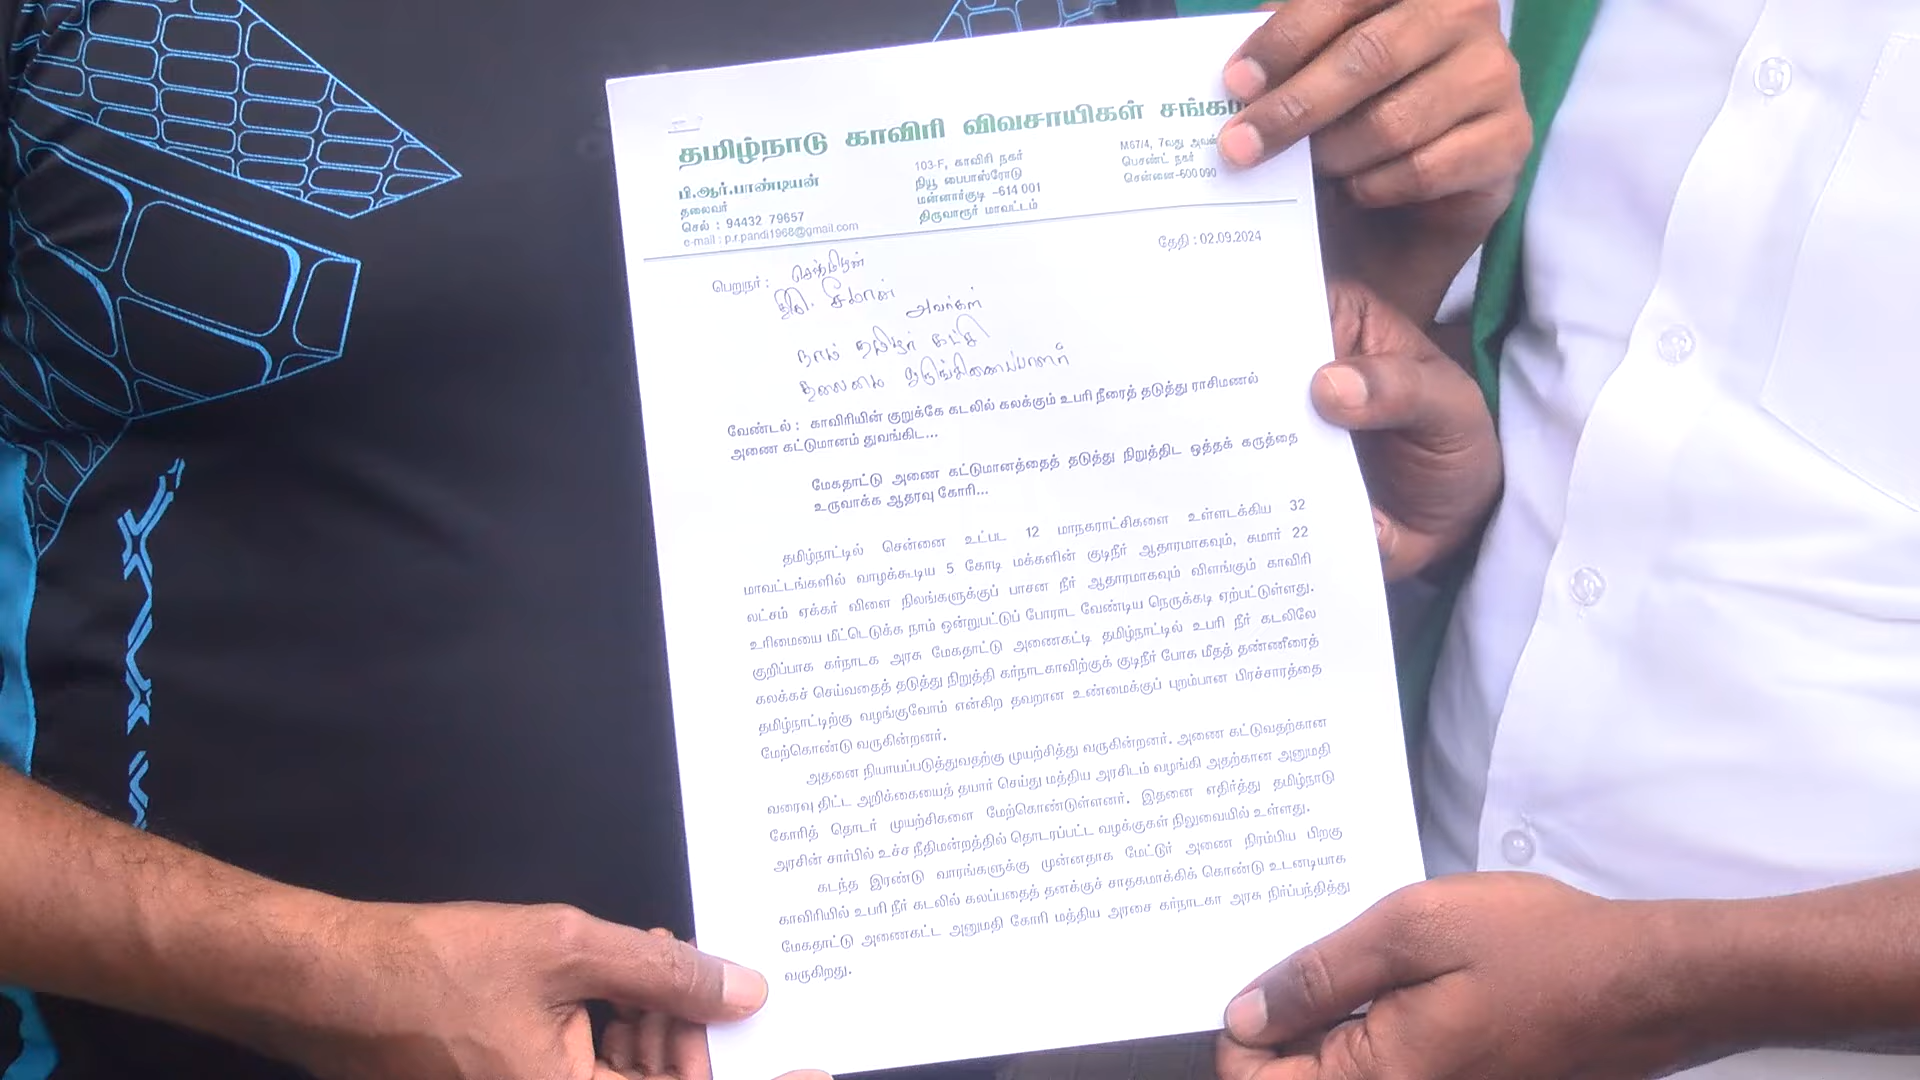 தமிழ்நாடு காவிரி விவசாயிகள் சங்கம்
பி.ஆர்.பாண்டியன்
தலைவர்
செல் : 94432 79657
e-mail : p.r.pandi1968@gmail.com
103-F, காவிரி நகர்
நியூ பைபாஸ்ரோடு
மன்னார்குடி -614 001
திருவாரூர் மாவட்டம்
M67/4, 7வது அவன்
பெசண்ட் நகர்
சென்னை-600 090
தேதி : 02.09.2024
பெறுநர் : செந்தமிழன்
சீமான்
அவர்கள்
நாம் தமிழர் கட்சி
தலைமை ஒருங்கிணைப்பாளர்
வேண்டல் : காவிரியின் குறுக்கே கடலில் கலக்கும் உபரி நீரைத் தடுத்து ராசிமணல்
அணை கட்டுமானம் துவங்கிட...
மேகதாட்டு அணை கட்டுமானத்தைத் தடுத்து நிறுத்திட ஒத்தக் கருத்தை
உருவாக்க ஆதரவு கோரி...
தமிழ்நாட்டில் சென்னை உட்பட 12 மாநகராட்சிகளை உள்ளடக்கிய 32
மாவட்டங்களில் வாழக்கூடிய 5 கோடி மக்களின் குடிநீர் ஆதாரமாகவும், சுமார் 22
லட்சம் ஏக்கர் விளை நிலங்களுக்குப் பாசன நீர் ஆதாரமாகவும் விளங்கும் காவிரி
உரிமையை மீட்டெடுக்க நாம் ஒன்றுபட்டுப் போராட வேண்டிய நெருக்கடி ஏற்பட்டுள்ளது.
குறிப்பாக கர்நாடக அரசு மேகதாட்டு அணைகட்டி தமிழ்நாட்டில் உபரி நீர் கடலிலே
கலக்கச் செய்வதைத் தடுத்து நிறுத்தி கர்நாடகாவிற்குக் குடிநீர் போக மீதத் தண்ணீரைத்
தமிழ்நாட்டிற்கு வழங்குவோம் என்கிற தவறான உண்மைக்குப் புறம்பான பிரச்சாரத்தை
மேற்கொண்டு வருகின்றனர்.
அதனை நியாயப்படுத்துவதற்கு முயற்சித்து வருகின்றனர். அணை கட்டுவதற்கான
வரைவு திட்ட அறிக்கையைத் தயார் செய்து மத்திய அரசிடம் வழங்கி அதற்கான அனுமதி
கோரித் தொடர் முயற்சிகளை மேற்கொண்டுள்ளனர். இதனை எதிர்த்து தமிழ்நாடு
அரசின் சார்பில் உச்ச நீதிமன்றத்தில் தொடரப்பட்ட வழக்குகள் நிலுவையில் உள்ளது.
கடந்த இரண்டு வாரங்களுக்கு முன்னதாக மேட்டூர் அணை நிரம்பிய பிறகு
காவிரியில் உபரி நீர் கடலில் கலப்பதைத் தனக்குச் சாதகமாக்கிக் கொண்டு உடனடியாக
மேகதாட்டு அணைகட்ட அனுமதி கோரி மத்திய அரசை கர்நாடகா அரசு நிர்ப்பந்தித்து
வருகிறது.